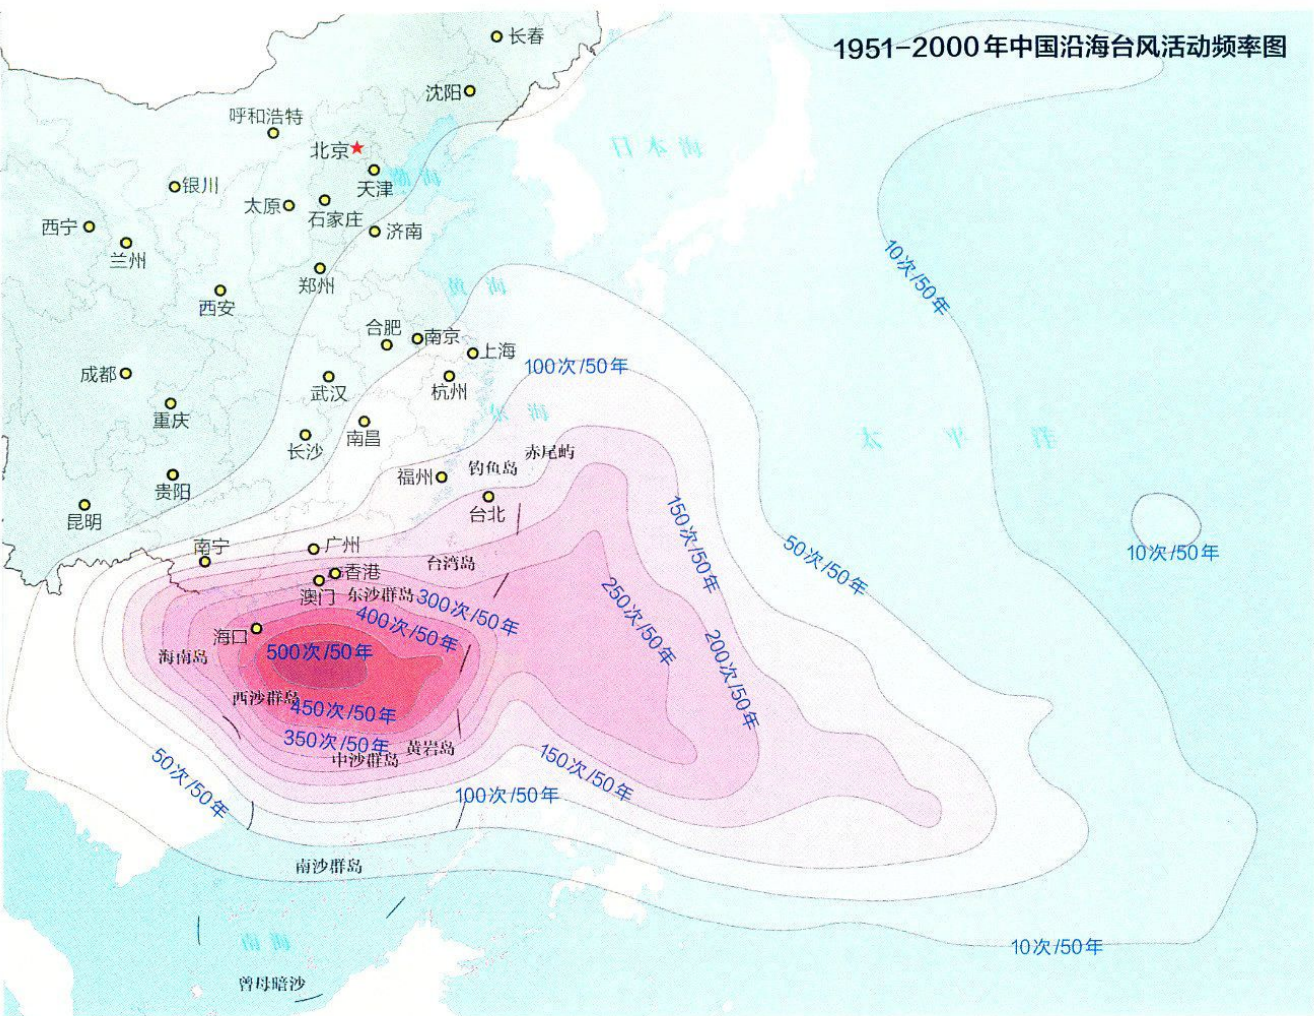 1951-2000年中国沿海台风活动频率图
长春
沈阳
呼和浩特
北京
天津
渤海
日本海
银川
太原
石家庄
济南
西宁
兰州
郑州
西安
黄海
10次/50年
合肥
南京
上海
成都
武汉
杭州
100次/50年
重庆
东海
南昌
长沙
太平洋
赤尾屿
钓鱼岛
福州
贵阳
台北
昌明
150次/50年
50次/50年
10次/50年
南宁
广州
台湾岛
香港
澳门
东沙群岛
300次/50年
400次/50年
250次/50年
海口
500次/50年
200次/50年
海南岛
西沙群岛
450次/50年
350次/50年
黄岩岛
中沙群岛
50次/50年
150次/50年
100次/50年
南沙群岛
南海
10次/50年
曾母暗沙